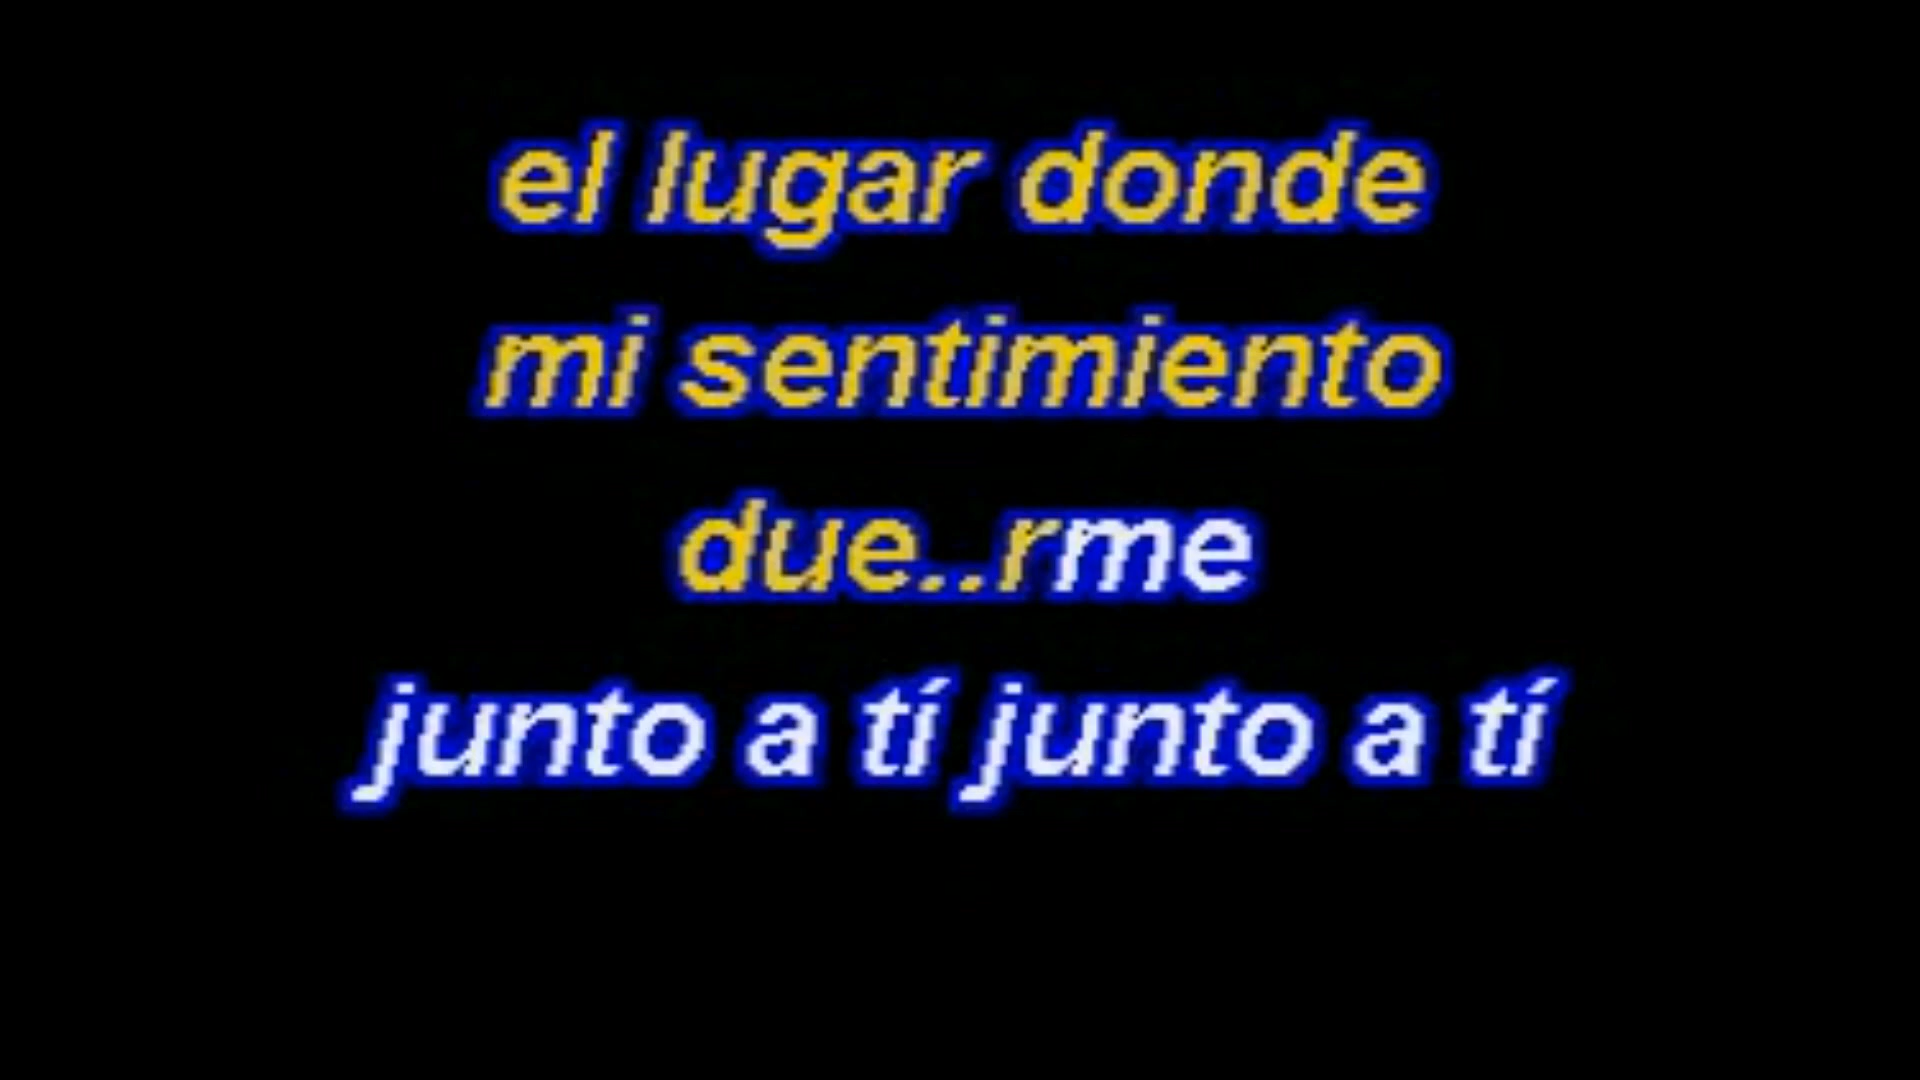 el lugar donde
mi sentimiento
due..rme
junto a tí junto a tí